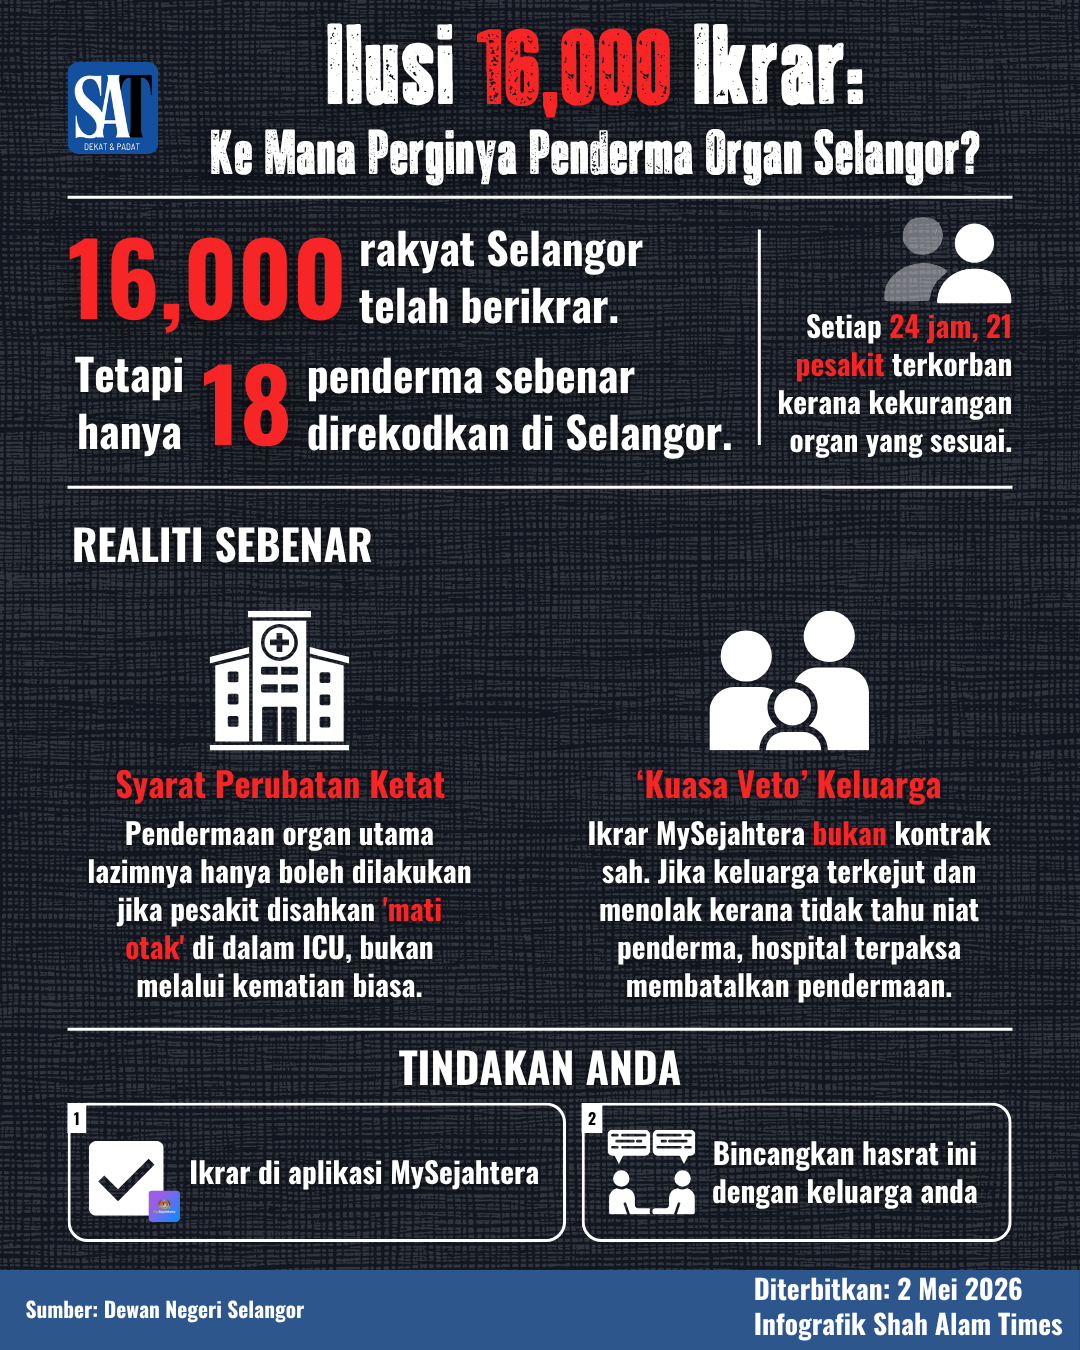 SAT
DEKAT & PADAT
Ilusi 16,000 Ikrar:
Ke Mana Perginya Penderma Organ Selangor?
16,000 rakyat Selangor
telah berikrar.
Tetapi
hanya
18
penderma sebenar
direkodkan di Selangor.
Setiap 24 jam, 21
pesakit terkorban
kerana kekurangan
organ yang sesuai.
REALITI SEBENAR
Syarat Perubatan Ketat
Pendermaan organ utama
lazimnya hanya boleh dilakukan
jika pesakit disahkan 'mati
otak' di dalam ICU, bukan
melalui kematian biasa.
‘Kuasa Veto’ Keluarga
Ikrar MySejahtera bukan kontrak
sah. Jika keluarga terkejut dan
menolak kerana tidak tahu niat
penderma, hospital terpaksa
membatalkan pendermaan.
TINDAKAN ANDA
1
Ikrar di aplikasi MySejahtera
2
Bincangkan hasrat ini
dengan keluarga anda
Sumber: Dewan Negeri Selangor
Diterbitkan: 2 Mei 2026
Infografik Shah Alam Times